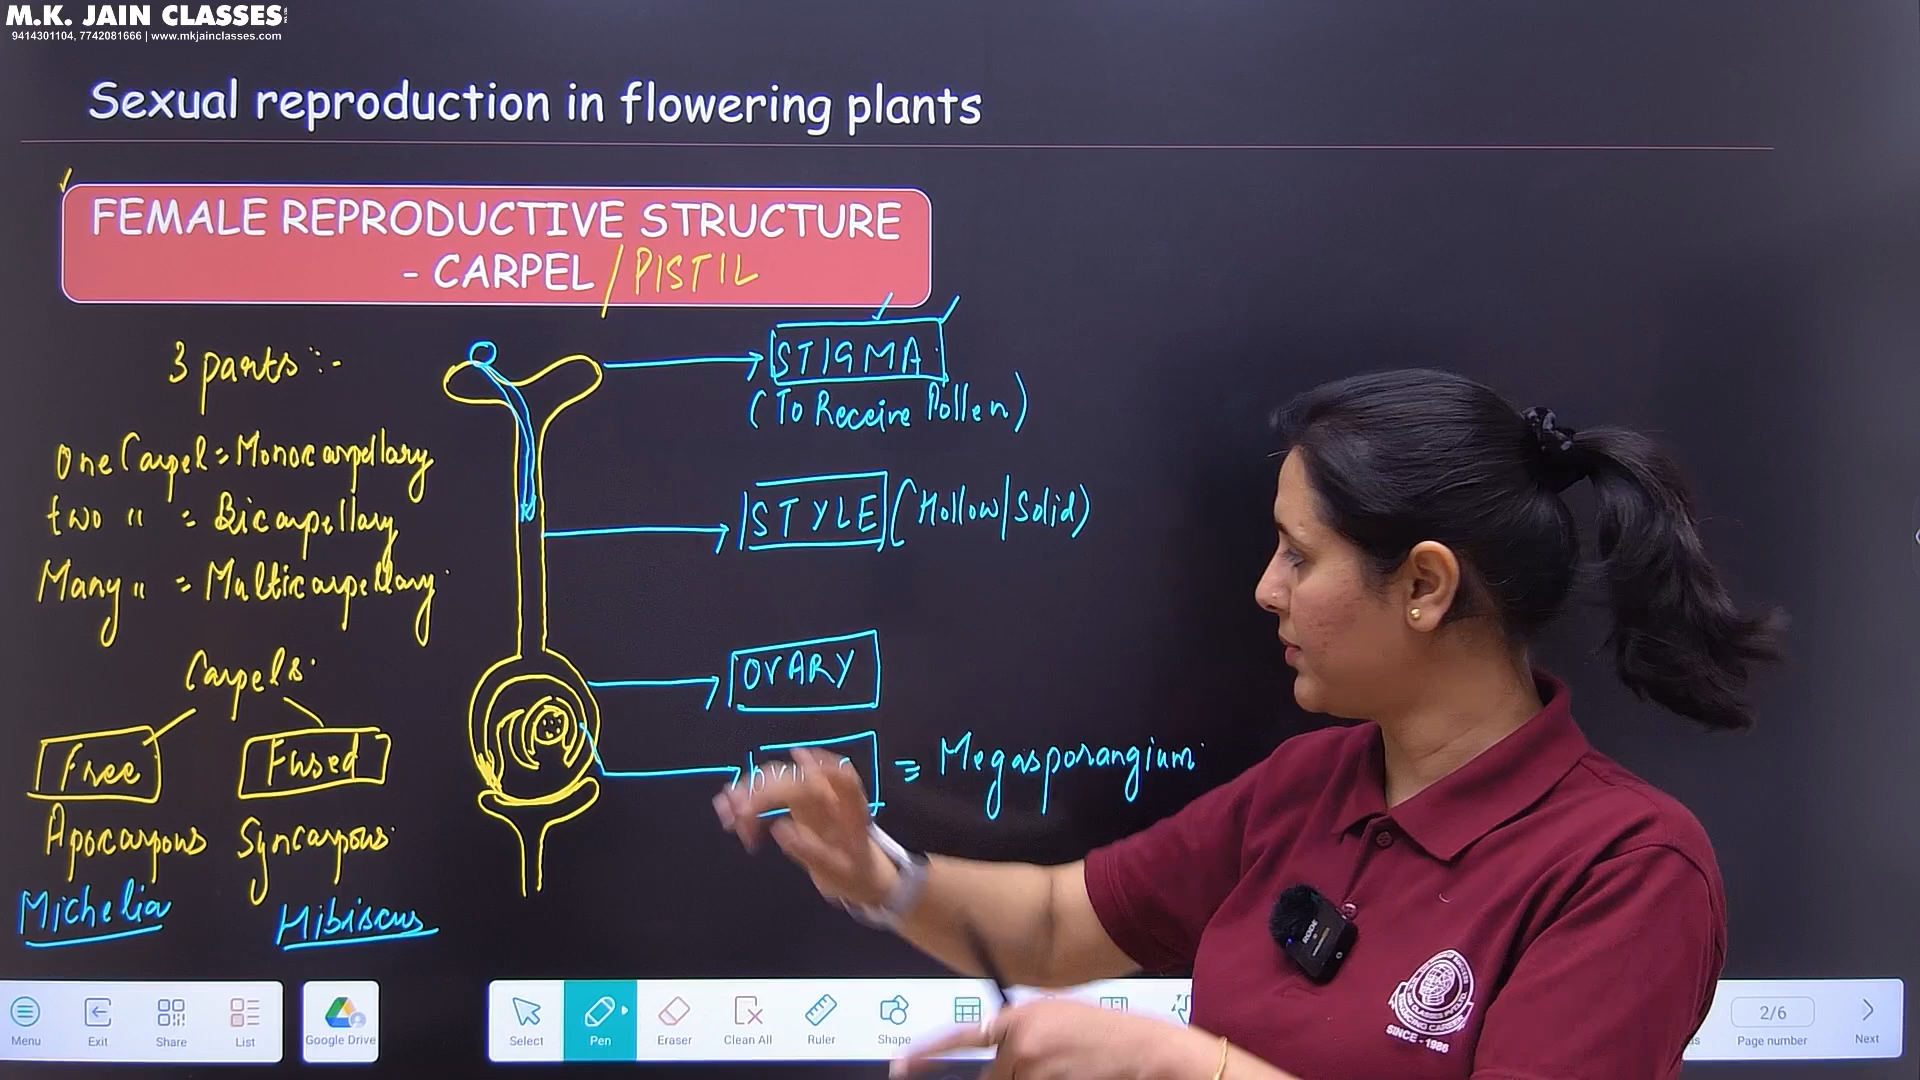 M.K. JAIN CLASSES
9414301104, 7742081666 | www.mkjainclasses.com
Sexual reproduction in flowering plants
FEMALE REPRODUCTIVE STRUCTURE
- CARPEL / PISTIL
3 parts :-
STIGMA
(To Receive Pollen)
One Carpel = Monocarpellary
two " = Bicarpellary
Many " = Multicarpellary
STYLE (Hollow/Solid)
Carpels
OVARY
Free
Fused
= Megasporangium
Apocarpous
Syncarpous
Michelia
Hibiscus
RODE
SINCE - 1986
Menu
Exit
Share
List
Google Drive
Select
Pen
Eraser
Clean All
Ruler
Shape
2/6
Page number
Next